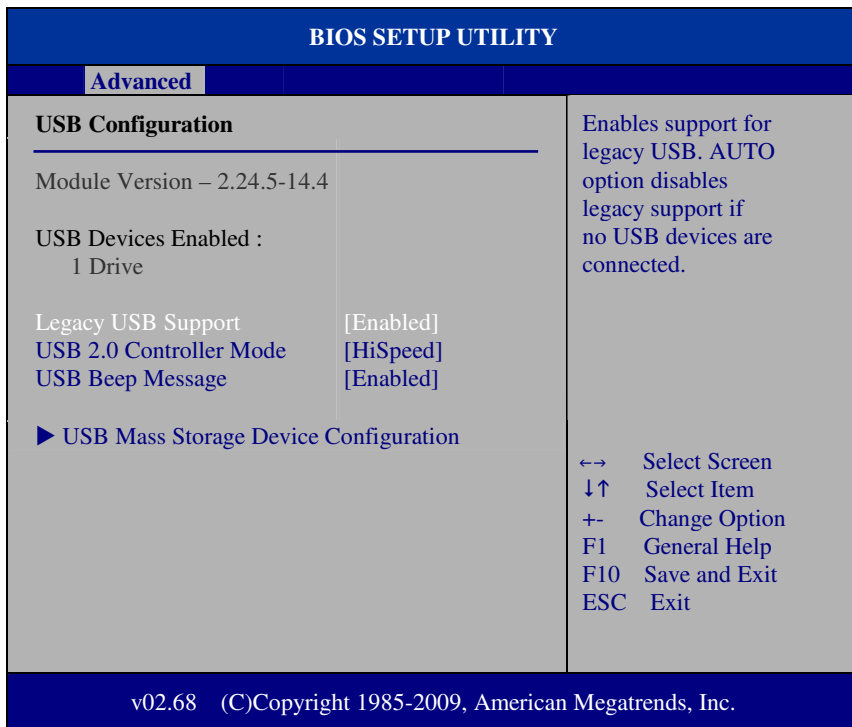 BIOS SETUP UTILITY
Advanced
USB Configuration
Module Version – 2.24.5-14.4
USB Devices Enabled :
1 Drive
Legacy USB Support [Enabled]
USB 2.0 Controller Mode [HiSpeed]
USB Beep Message [Enabled]
▶ USB Mass Storage Device Configuration
Enables support for
legacy USB. AUTO
option disables
legacy support if
no USB devices are
connected.
←→ Select Screen
↓↑ Select Item
+- Change Option
F1 General Help
F10 Save and Exit
ESC Exit
v02.68 (C)Copyright 1985-2009, American Megatrends, Inc.